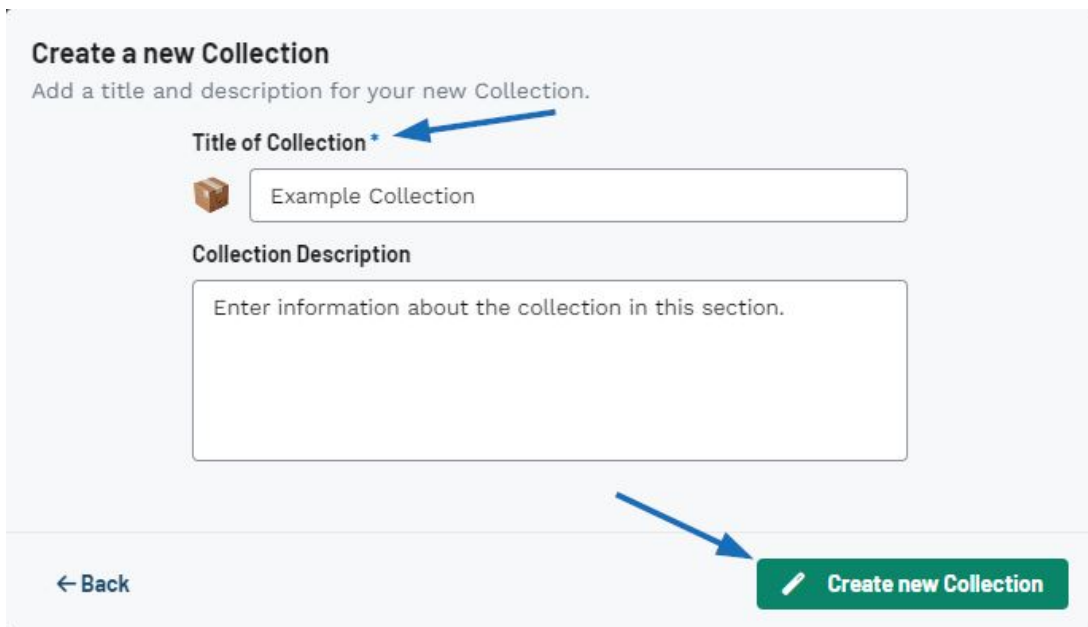 Create a new Collection
Add a title and description for your new Collection.
Title of Collection *
Example Collection
Collection Description
Enter information about the collection in this section.
← Back
Create new Collection